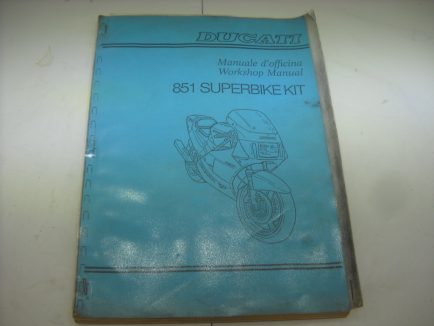 DUCATI
Manuale d'officina
Workshop Manual
851 SUPERBIKE KIT